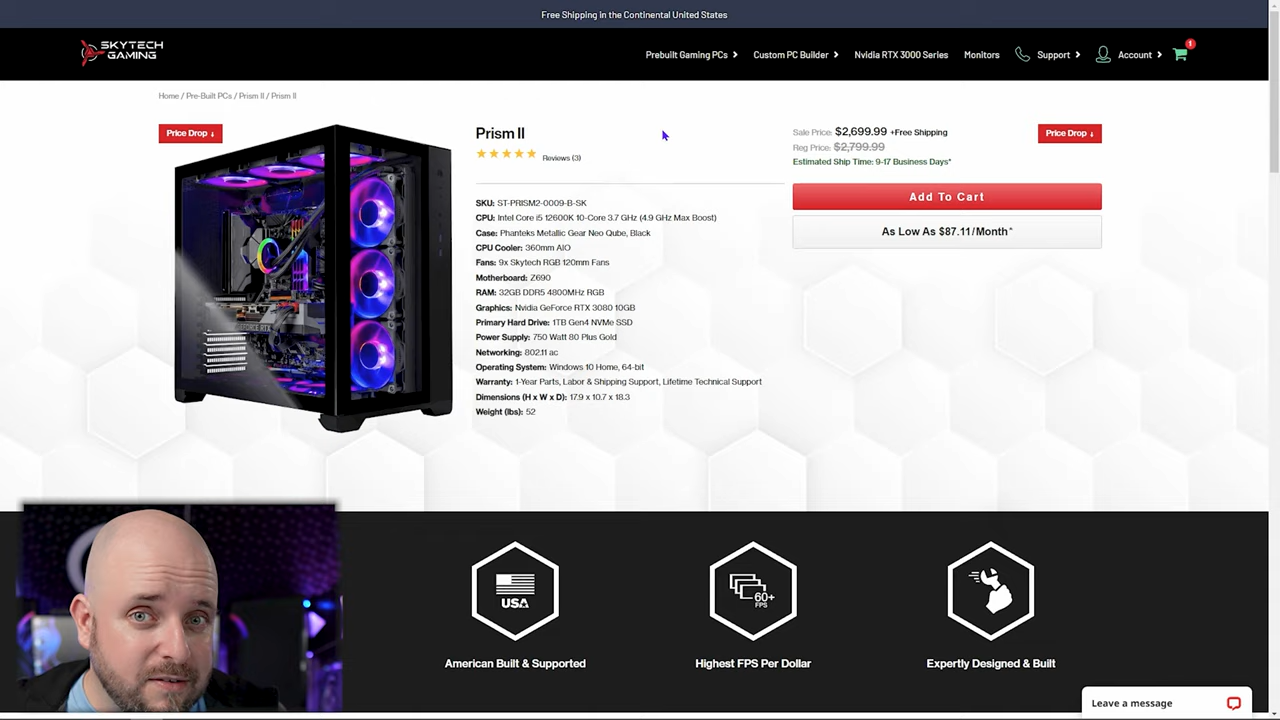 Free Shipping in the Continental United States
SKYTECH
GAMING
Prebuilt Gaming PCs
Custom PC Builder
Nvidia RTX 3000 Series
Monitors
Support
Account
1
Home / Pre-Built PCs / Prism II / Prism II
Price Drop ↓
GEFORCE RTX
Prism II
Reviews (3)
SKU: ST-PRISM2-0009-B-SK
CPU: Intel Core i5 12600K 10-Core 3.7 GHz (4.9 GHz Max Boost)
Case: Phanteks Metallic Gear Neo Qube, Black
CPU Cooler: 360mm AIO
Fans: 9x Skytech RGB 120mm Fans
Motherboard: Z690
RAM: 32GB DDR5 4800MHz RGB
Graphics: Nvidia GeForce RTX 3080 10GB
Primary Hard Drive: 1TB Gen4 NVMe SSD
Power Supply: 750 Watt 80 Plus Gold
Networking: 802.11 ac
Operating System: Windows 10 Home, 64-bit
Warranty: 1-Year Parts, Labor & Shipping Support, Lifetime Technical Support
Dimensions (H x W x D): 17.9 x 10.7 x 18.3
Weight (lbs): 52
Sale Price: $2,699.99 +Free Shipping
Reg Price: $2,799.99
Estimated Ship Time: 9-17 Business Days*
Price Drop ↓
Add To Cart
As Low As $87.11/Month*
USA
American Built & Supported
60+
FPS
Highest FPS Per Dollar
Expertly Designed & Built
Leave a message